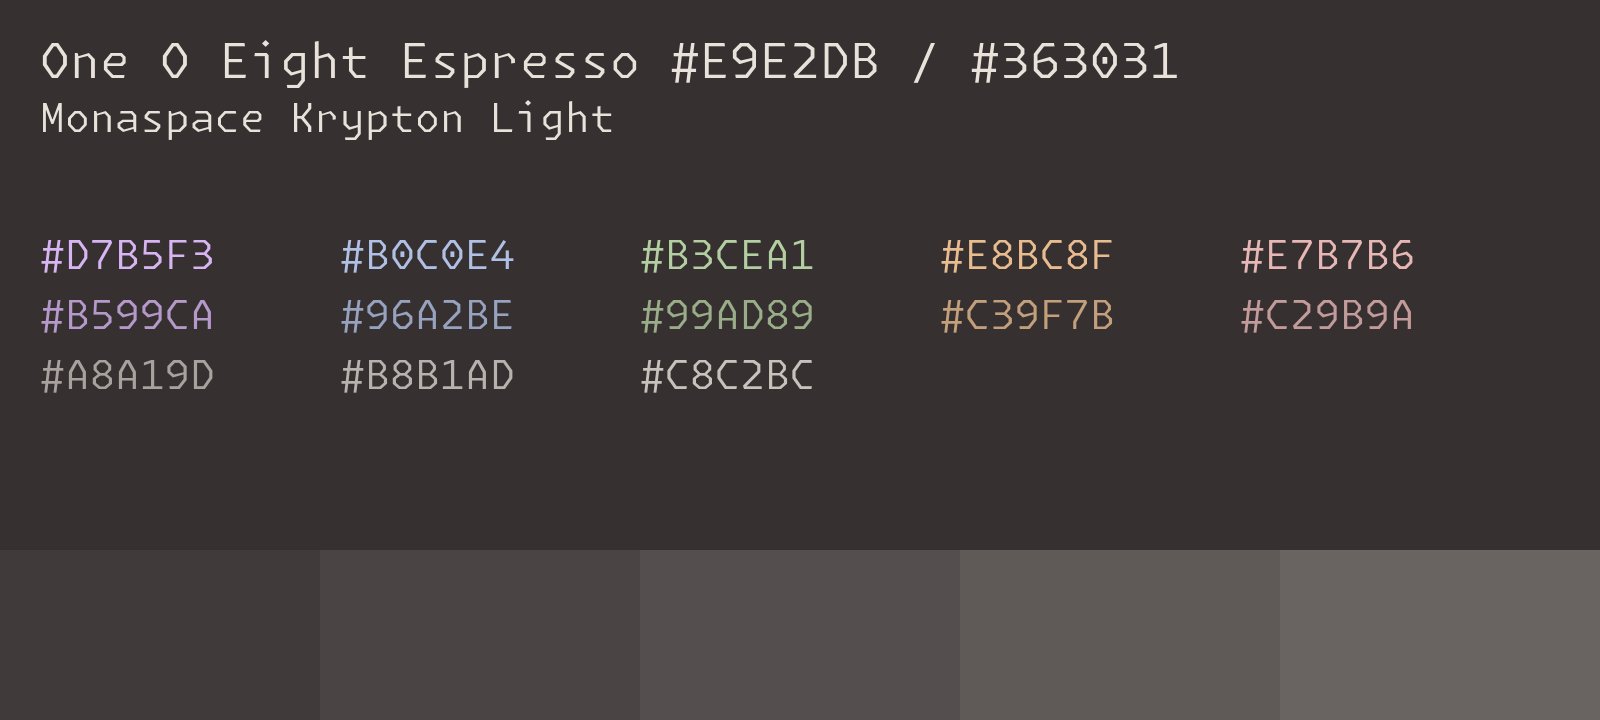 One O Eight Espresso #E9E2DB / #363031
Monaspace Krypton Light
#D7B5F3 #B0C0E4 #B3CEA1 #E8BC8F #E7B7B6
#B599CA #96A2BE #99AD89 #C39F7B #C29B9A
#A8A19D #B8B1AD #C8C2BC